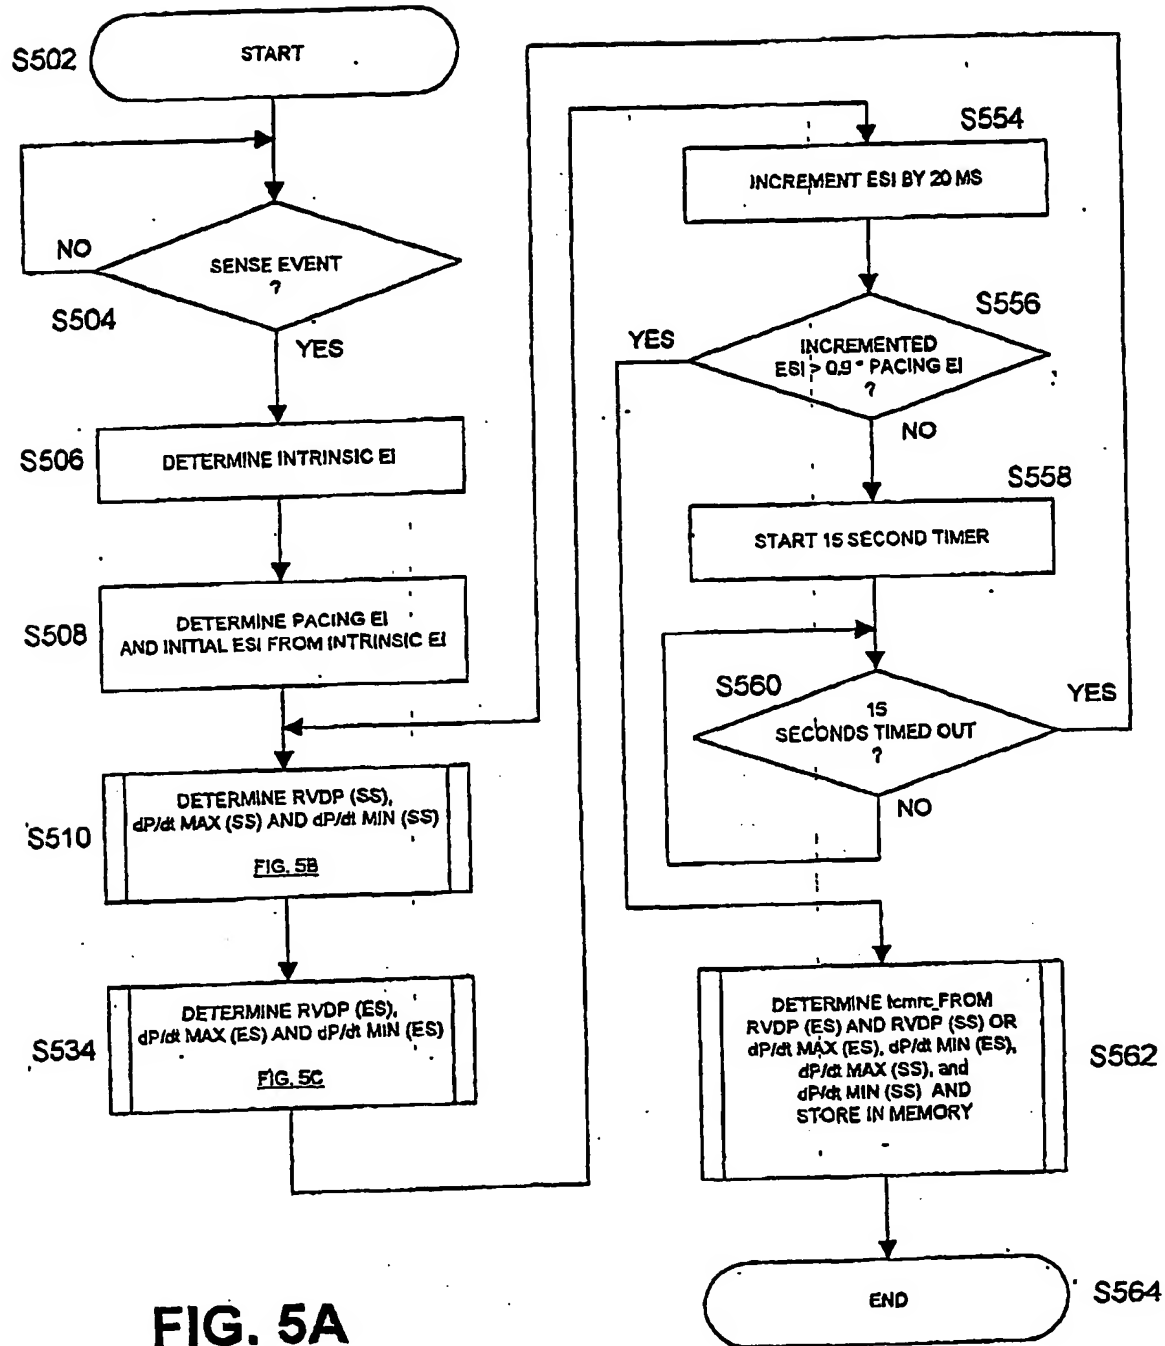 S502
START
NO
SENSE EVENT
?
S504
YES
S506
DETERMINE INTRINSIC EI
S508
DETERMINE PACING EI
AND INITIAL ESI FROM INTRINSIC EI
S510
DETERMINE RVDP (SS),
dP/dt MAX (SS) AND dP/dt MIN (SS)
FIG. 5B
S534
DETERMINE RVDP (ES),
dP/dt MAX (ES) AND dP/dt MIN (ES)
FIG. 5C
S554
INCREMENT ESI BY 20 MS
S556
YES
INCREMENTED
ESI > 0.9 * PACING EI
?
NO
S558
START 15 SECOND TIMER
S560
15
SECONDS TIMED OUT
?
YES
NO
S562
DETERMINE tcmrc FROM
RVDP (ES) AND RVDP (SS) OR
dP/dt MAX (ES), dP/dt MIN (ES),
dP/dt MAX (SS), and
dP/dt MIN (SS) AND
STORE IN MEMORY
END
S564
FIG. 5A